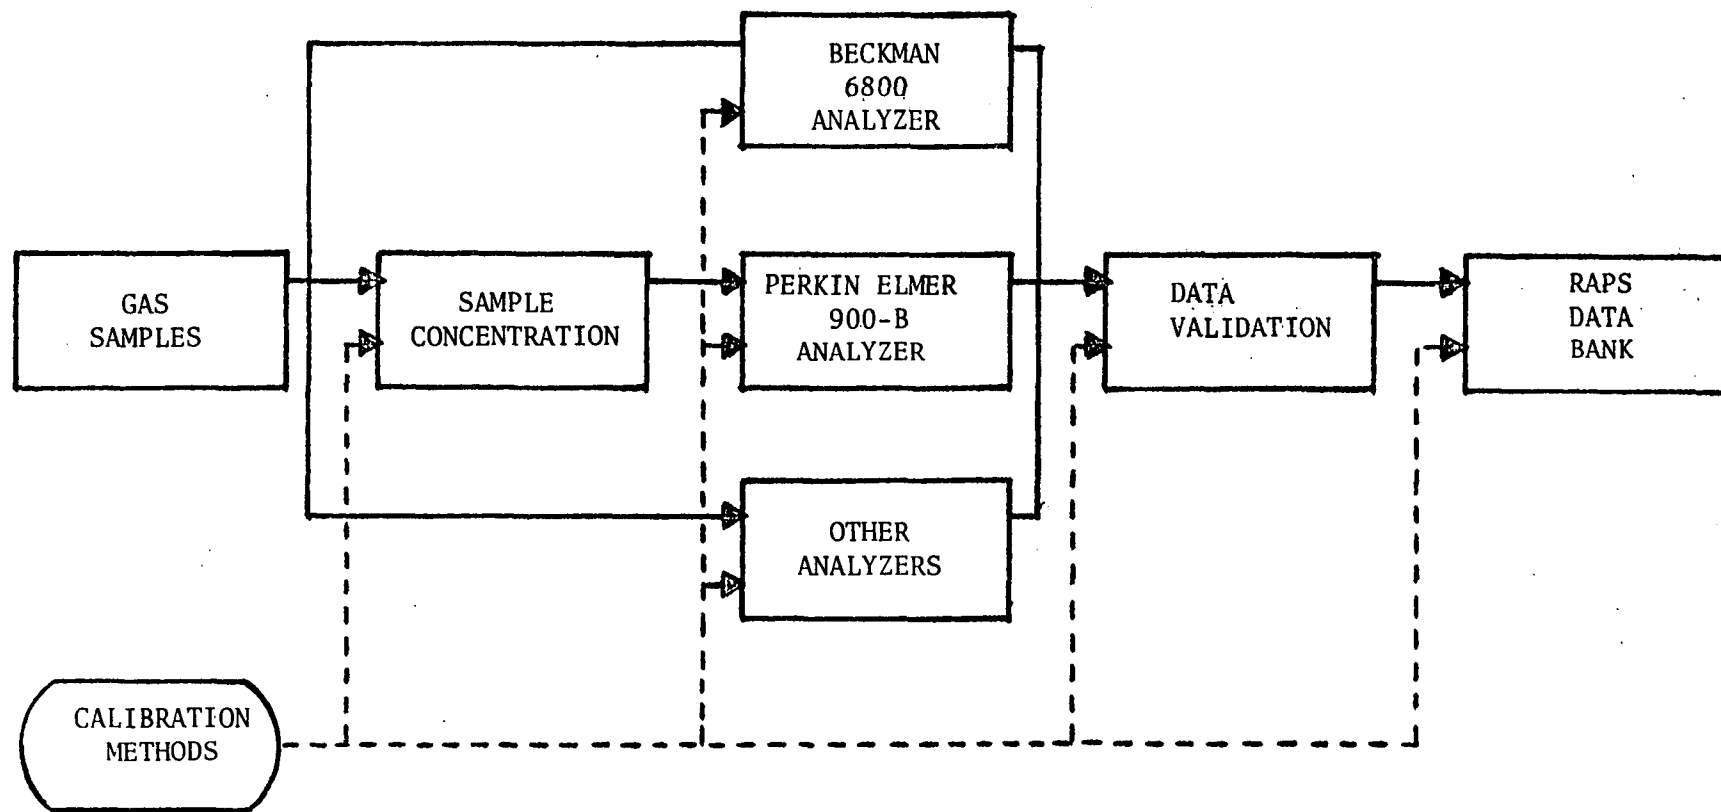 BECKMAN
6800
ANALYZER
GAS
SAMPLES
SAMPLE
CONCENTRATION
PERKIN ELMER
900-B
ANALYZER
DATA
VALIDATION
RAPS
DATA
BANK
OTHER
ANALYZERS
CALIBRATION
METHODS